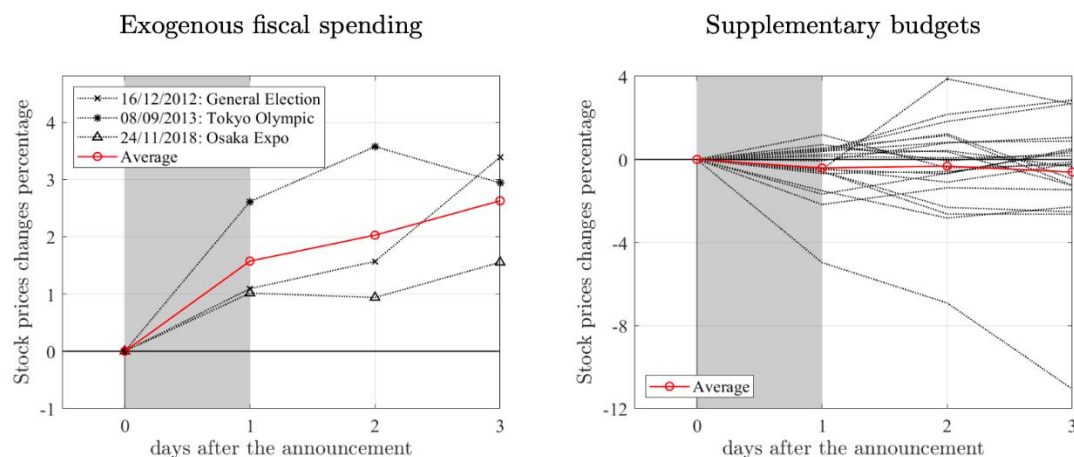 Exogenous fiscal spending
Stock prices changes percentage
4
3
2
1
0
-1
16/12/2012: General Election
08/09/2013: Tokyo Olympic
24/11/2018: Osaka Expo
Average
0 1 2 3
days after the announcement
Supplementary budgets
Stock prices changes percentage
4
0
-4
-8
-12
Average
0 1 2 3
days after the announcement